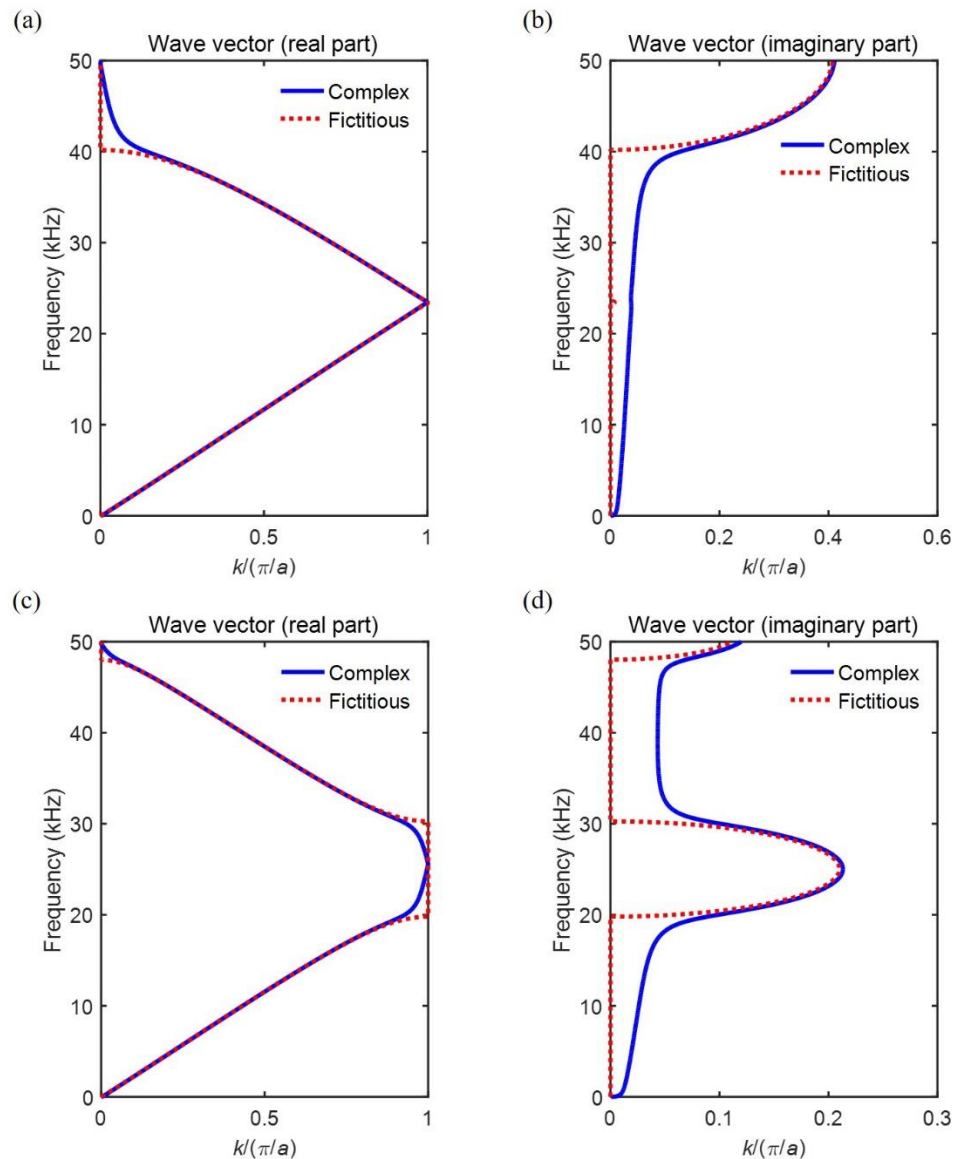 (a)
Wave vector (real part)
50
40
30
20
10
0
Frequency (kHz)
Complex
Fictitious
0
0.5
1
k/(π/a)
(b)
Wave vector (imaginary part)
50
40
30
20
10
0
Frequency (kHz)
Complex
Fictitious
0
0.2
0.4
0.6
k/(π/a)
(c)
Wave vector (real part)
50
40
30
20
10
0
Frequency (kHz)
Complex
Fictitious
0
0.5
1
k/(π/a)
(d)
Wave vector (imaginary part)
50
40
30
20
10
0
Frequency (kHz)
Complex
Fictitious
0
0.1
0.2
0.3
k/(π/a)